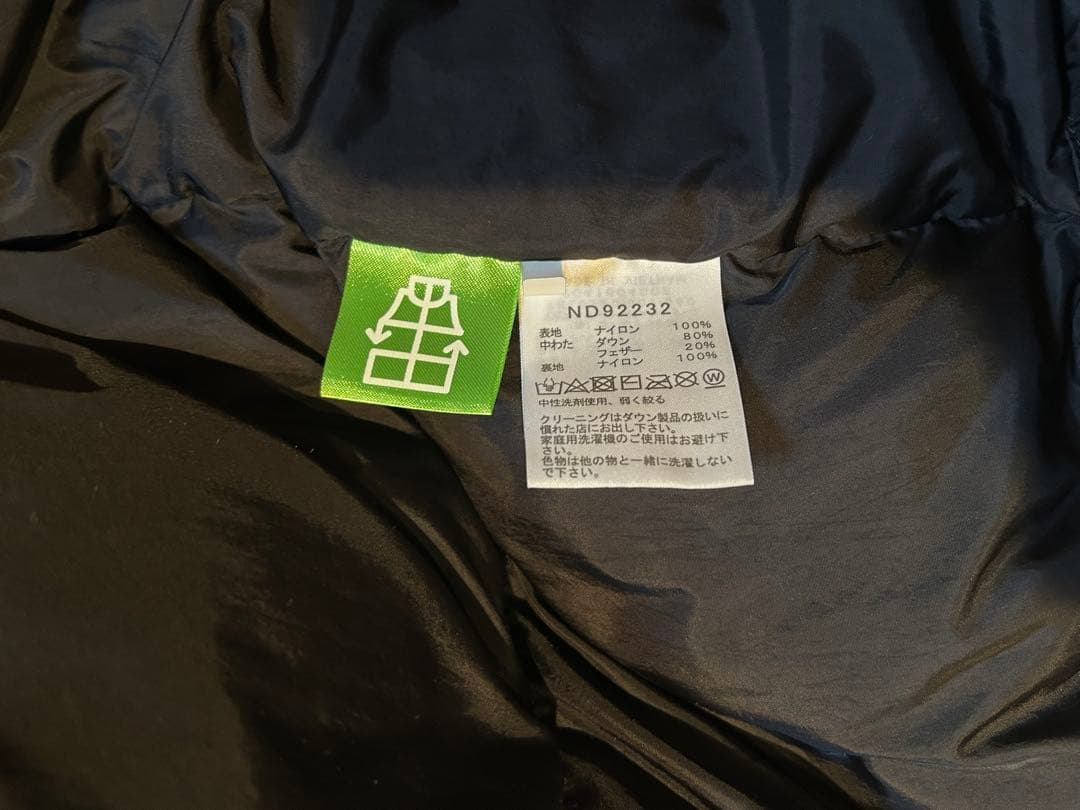 ND92232
表地 ナイロン 100%
中わた ダウン 80%
フェザー 20%
裏地 ナイロン 100%
中性洗剤使用、弱く絞る
クリーニングはダウン製品の扱いに
慣れた店にお出し下さい。
家庭用洗濯機のご使用はお避け下
さい。
色物は他の物と一緒に洗濯しない
で下さい。